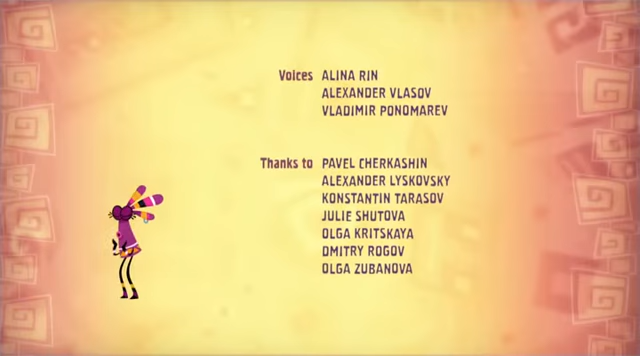 Voices ALINA RIN
ALEXANDER VLASOV
VLADIMIR PONOMAREV
Thanks to PAVEL CHERKASHIN
ALEXANDER LYSKOVSKY
KONSTANTIN TARASOV
JULIE SHUTOVA
OLGA KRITSKAYA
DMITRY ROGOV
OLGA ZUBANOVA